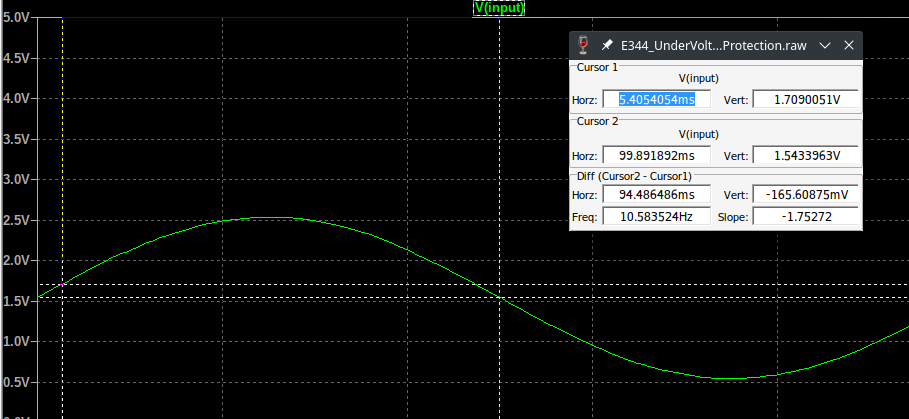 V(input)
5.0V
4.5V
4.0V
3.5V
3.0V
2.5V
2.0V
1.5V
1.0V
0.5V
E344_UnderVolt...Protection.raw
Cursor 1
V(input)
Horz: 5.4054054ms Vert: 1.7090051V
Cursor 2
V(input)
Horz: 99.891892ms Vert: 1.5433963V
Diff (Cursor2 - Cursor1)
Horz: 94.486486ms Vert: -165.60875mV
Freq: 10.583524Hz Slope: -1.75272